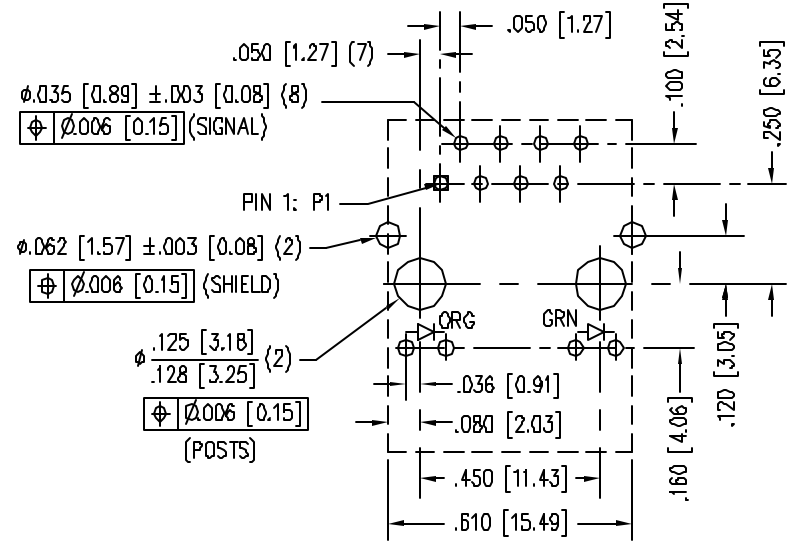 .050 [1.27]
.050 [1.27] (7)
.100 [2.54]
.250 [6.35]
ø.035 [0.89] ±.003 [0.08] (8)
⌖ Ø.006 [0.15] (SIGNAL)
PIN 1: P1
ø.062 [1.57] ±.003 [0.08] (2)
⌖ Ø.006 [0.15] (SHIELD)
ORG
GRN
ø .125 [3.18]
.128 [3.25] (2)
⌖ Ø.006 [0.15]
(POSTS)
.036 [0.91]
.080 [2.03]
.120 [3.05]
.160 [4.06]
.450 [11.43]
.610 [15.49]